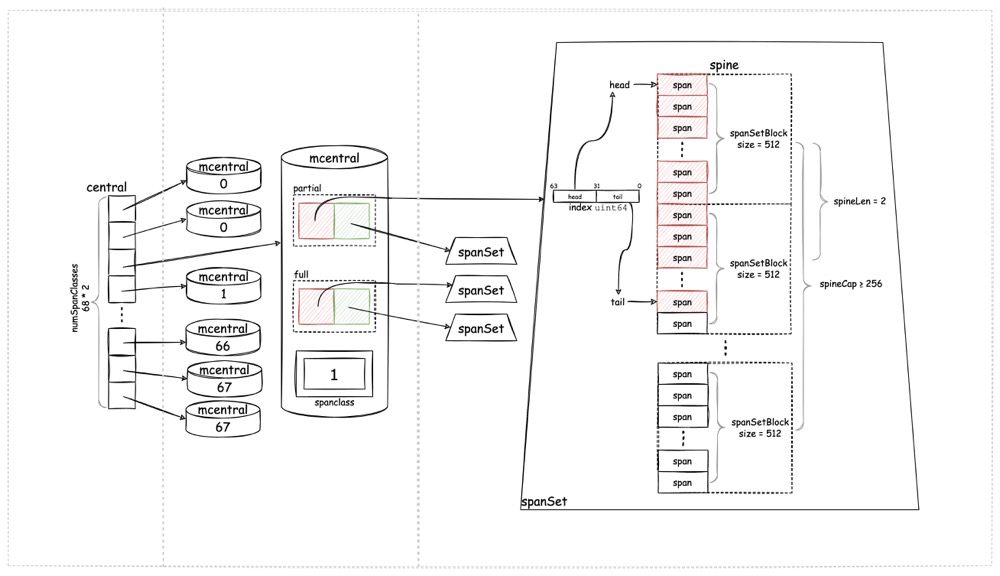 central
numSpanClasses
68 * 2
mcentral
0
mcentral
0
mcentral
1
mcentral
66
mcentral
67
mcentral
67
mcentral
partial
full
1
spanclass
spanSet
spanSet
spanSet
spine
head
63 31 0
head tail
index uint64
tail
span
span
span
span
span
span
span
span
span
span
spanSetBlock
size = 512
spanSetBlock
size = 512
spineLen = 2
spineCap ≥ 256
span
span
span
span
span
spanSetBlock
size = 512
spanSet